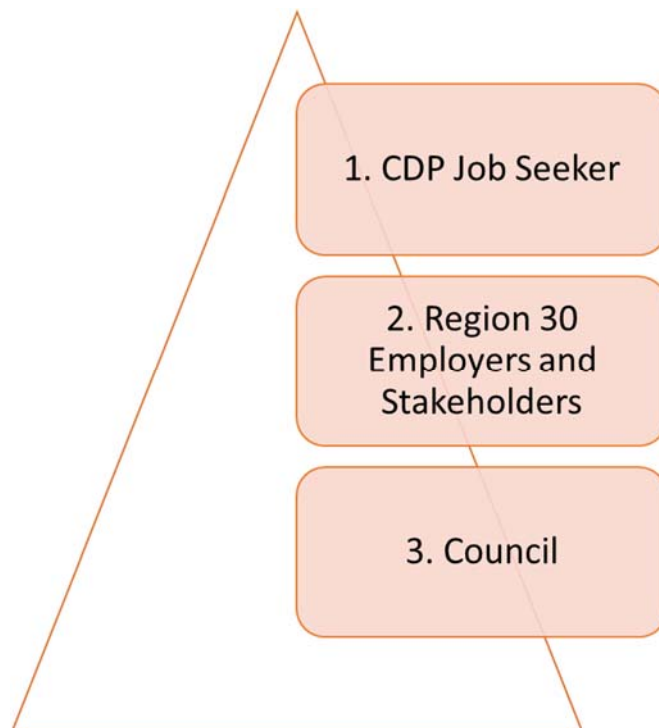 1. CDP Job Seeker
2. Region 30
Employers and
Stakeholders
3. Council